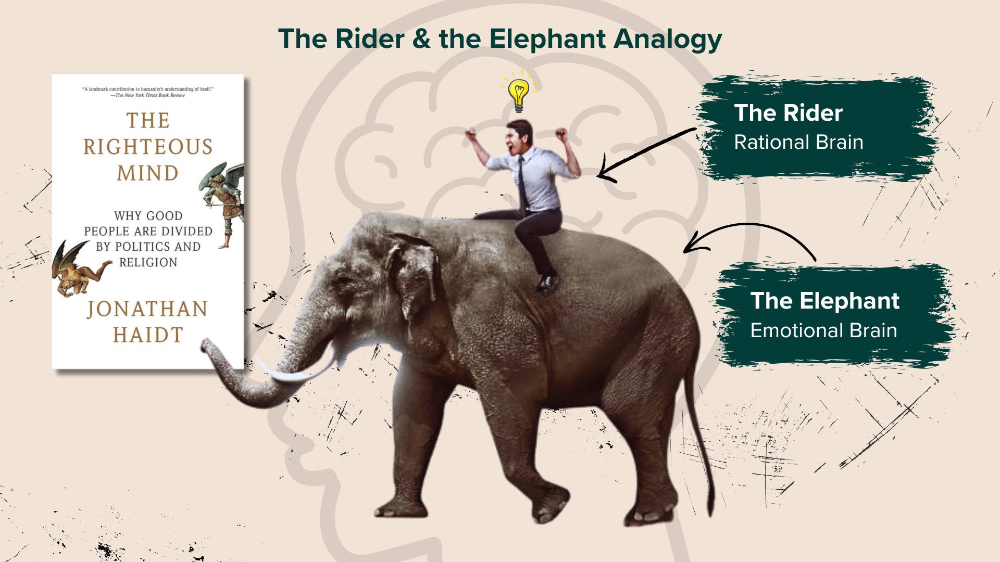 The Rider & the Elephant Analogy
"A landmark contribution to humanity's understanding of itself."
—The New York Times Book Review
THE
RIGHTEOUS
MIND
WHY GOOD
PEOPLE ARE DIVIDED
BY POLITICS AND
RELIGION
JONATHAN
HAIDT
The Rider
Rational Brain
The Elephant
Emotional Brain